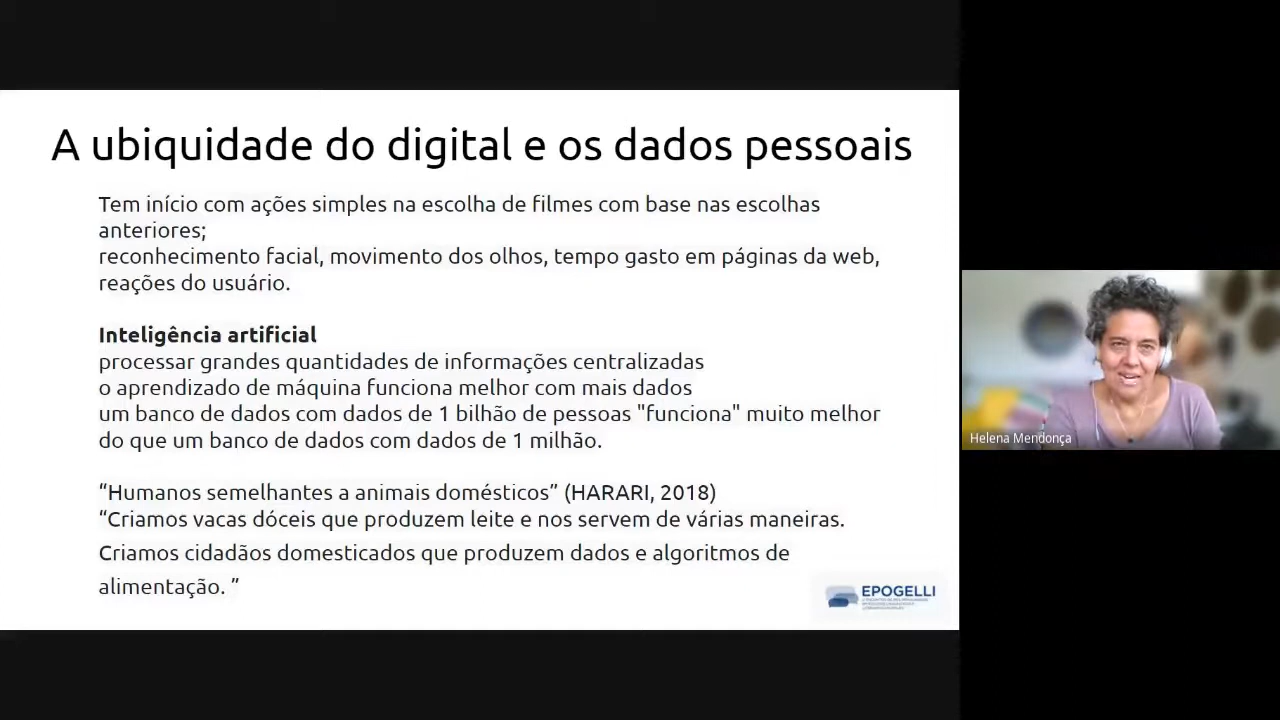 A ubiquidade do digital e os dados pessoais
Tem início com ações simples na escolha de filmes com base nas escolhas
anteriores;
reconhecimento facial, movimento dos olhos, tempo gasto em páginas da web,
reações do usuário.
Inteligência artificial
processar grandes quantidades de informações centralizadas
o aprendizado de máquina funciona melhor com mais dados
um banco de dados com dados de 1 bilhão de pessoas "funciona" muito melhor
do que um banco de dados com dados de 1 milhão.
“Humanos semelhantes a animais domésticos” (HARARI, 2018)
“Criamos vacas dóceis que produzem leite e nos servem de várias maneiras.
Criamos cidadãos domesticados que produzem dados e algoritmos de
alimentação. ”
EPOGELLI
Helena Mendonça